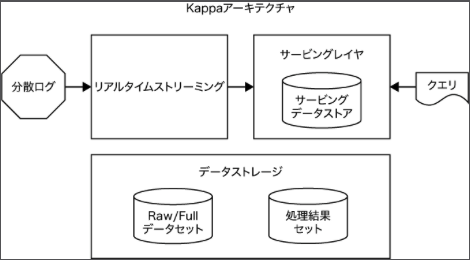 Kappaアーキテクチャ
分散ログ
リアルタイムストリーミング
サービングレイヤ
サービング
データストア
クエリ
データストレージ
Raw/Full
データセット
処理結果
セット